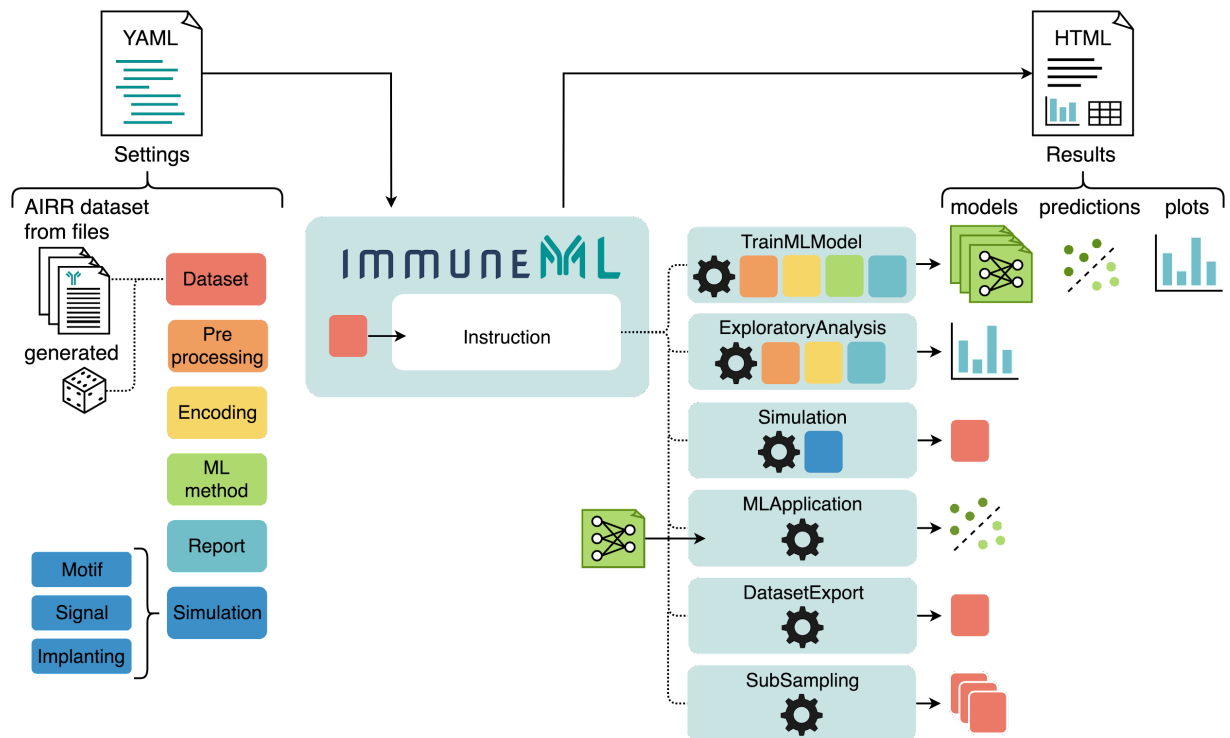 YAML
HTML
Settings
Results
AIRR dataset
from files
generated
Dataset
Pre
processing
Encoding
ML
method
Report
Simulation
Motif
Signal
Implanting
IMMUNEML
Instruction
TrainMLModel
ExploratoryAnalysis
Simulation
MLApplication
DatasetExport
SubSampling
models
predictions
plots